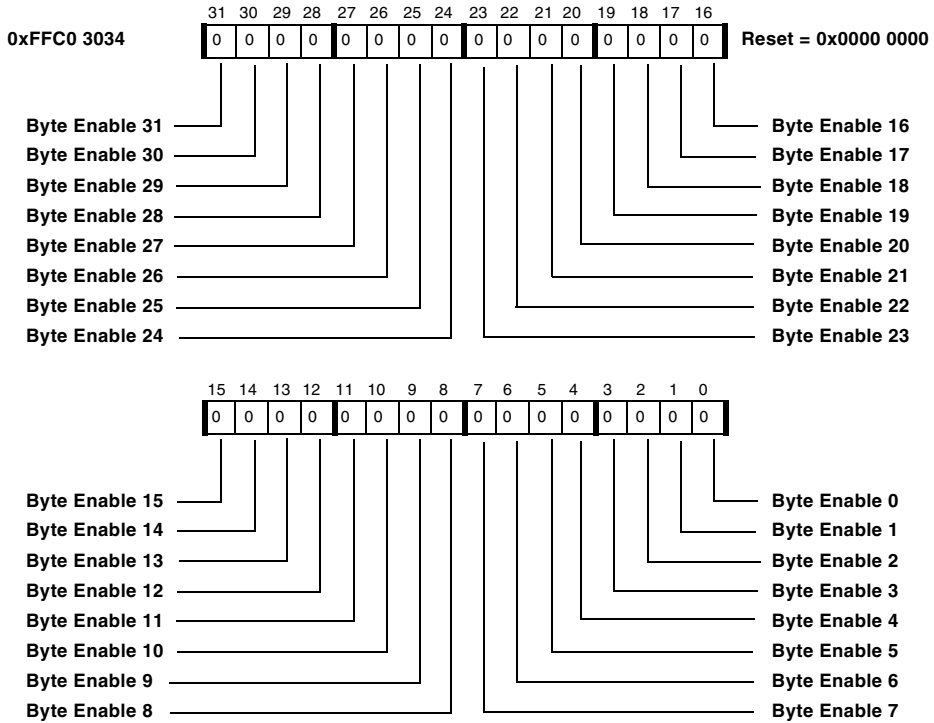 31 30 29 28 27 26 25 24 23 22 21 20 19 18 17 16
0xFFC0 3034 0 0 0 0 0 0 0 0 0 0 0 0 0 0 0 0 Reset = 0x0000 0000
Byte Enable 31 Byte Enable 16
Byte Enable 30 Byte Enable 17
Byte Enable 29 Byte Enable 18
Byte Enable 28 Byte Enable 19
Byte Enable 27 Byte Enable 20
Byte Enable 26 Byte Enable 21
Byte Enable 25 Byte Enable 22
Byte Enable 24 Byte Enable 23
15 14 13 12 11 10 9 8 7 6 5 4 3 2 1 0
0 0 0 0 0 0 0 0 0 0 0 0 0 0 0 0
Byte Enable 15 Byte Enable 0
Byte Enable 14 Byte Enable 1
Byte Enable 13 Byte Enable 2
Byte Enable 12 Byte Enable 3
Byte Enable 11 Byte Enable 4
Byte Enable 10 Byte Enable 5
Byte Enable 9 Byte Enable 6
Byte Enable 8 Byte Enable 7